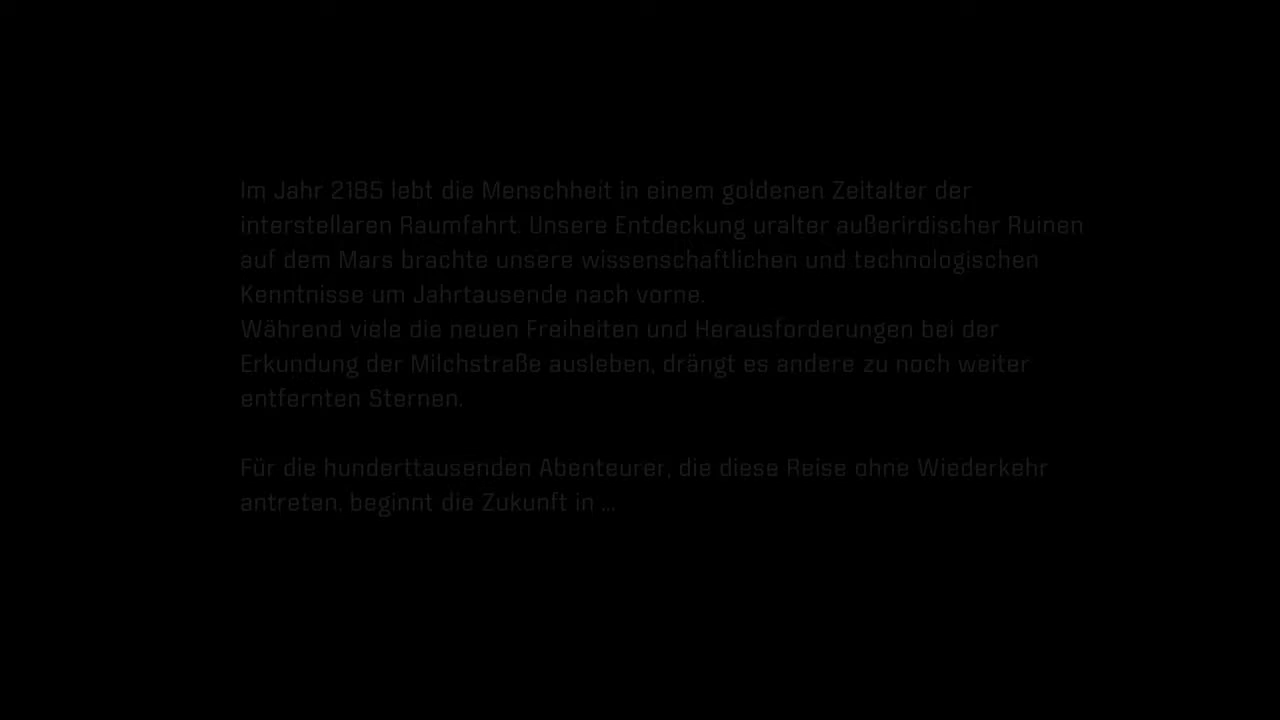 Im Jahr 2185 lebt die Menschheit in einem goldenen Zeitalter der
interstellaren Raumfahrt. Unsere Entdeckung uralter außerirdischer Ruinen
auf dem Mars brachte unsere wissenschaftlichen und technologischen
Kenntnisse um Jahrtausende nach vorne.
Während viele die neuen Freiheiten und Herausforderungen bei der
Erkundung der Milchstraße ausleben, drängt es andere zu noch weiter
entfernten Sternen.
Für die hunderttausenden Abenteurer, die diese Reise ohne Wiederkehr
antreten, beginnt die Zukunft in ...